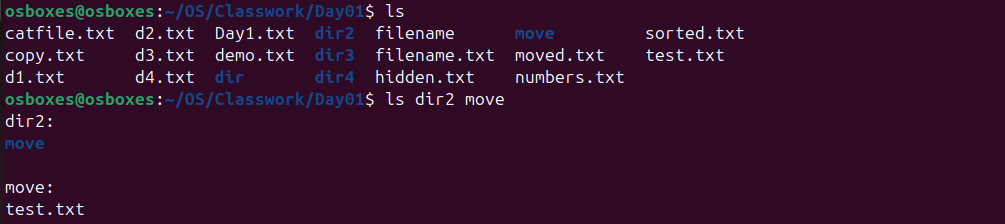 osboxes@osboxes:~/OS/Classwork/Day01$ ls
catfile.txt  d2.txt  Day1.txt  dir2  filename      move         sorted.txt
copy.txt     d3.txt  demo.txt  dir3  filename.txt  moved.txt    test.txt
d1.txt       d4.txt  dir       dir4  hidden.txt    numbers.txt
osboxes@osboxes:~/OS/Classwork/Day01$ ls dir2 move
dir2:
move

move:
test.txt